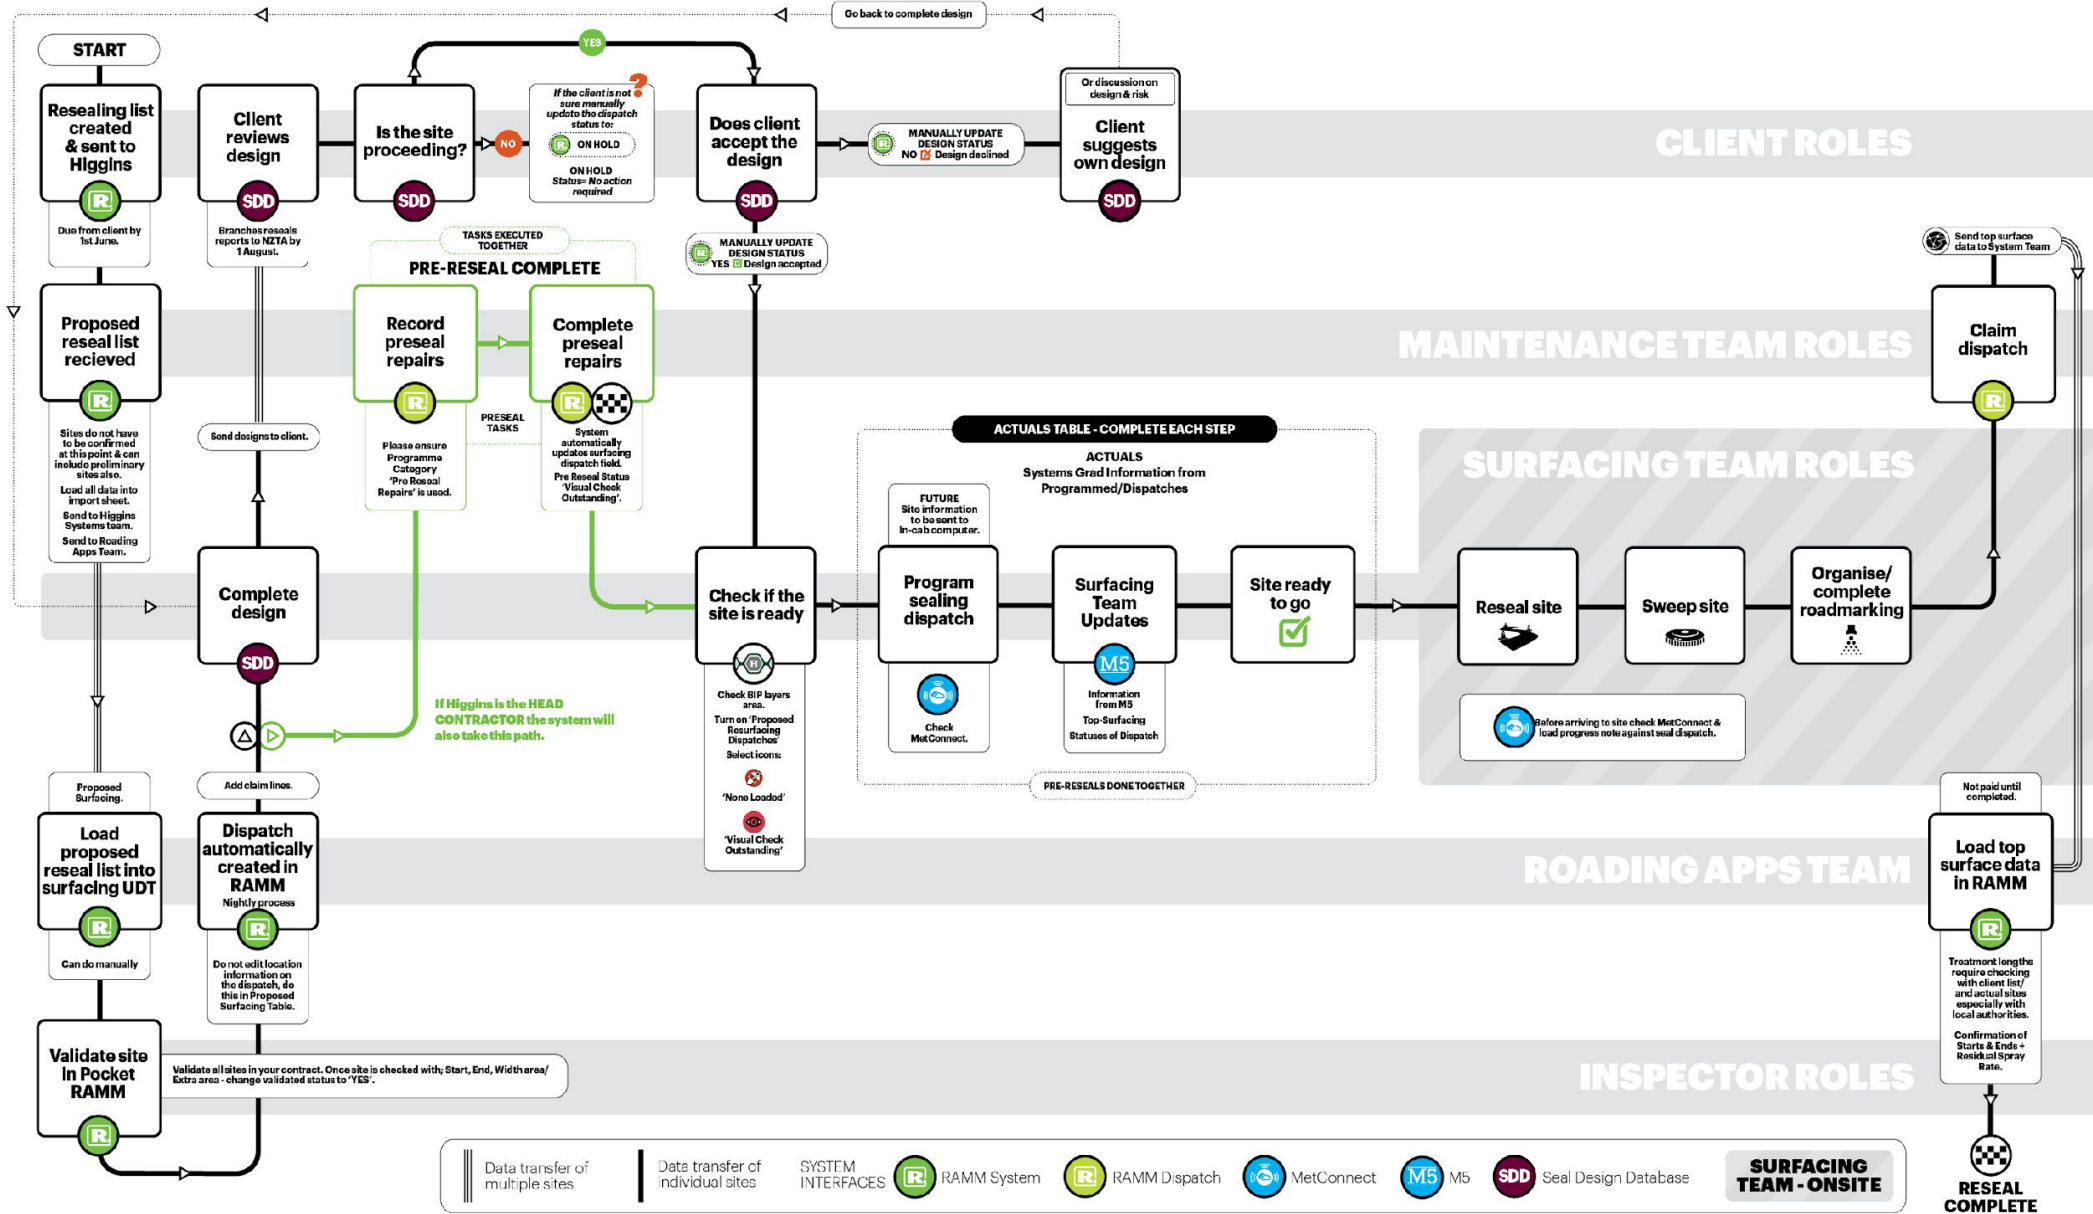 Go back to complete design
START
YES
Resealing list
created
& sent to
Higgins
R
Due from client by
1st June.
Client
reviews
design
SDD
Branches reseals
reports to NZTA by
1 August.
Is the site
proceeding?
SDD
NO
?
If the client is not
sure manually
update the dispatch
status to:
R ON HOLD
ON HOLD
Status= No action
required
Does client
accept the
design
SDD
R
MANUALLY UPDATE
DESIGN STATUS
NO Design declined
Or discussion on
design & risk
Client
suggests
own design
SDD
CLIENT ROLES
TASKS EXECUTED
TOGETHER
PRE-RESEAL COMPLETE
R
MANUALLY UPDATE
DESIGN STATUS
YES Design accepted
Send top surface
data to System Team
Proposed
reseal list
recieved
R
Sites do not have
to be confirmed
at this point & can
include preliminary
sites also.
Load all data into
import sheet.
Send to Higgins
Systems team.
Send to Roading
Apps Team.
Send designs to client.
Record
preseal
repairs
R
Please ensure
Programme
Category
'Pre Reseal
Repairs' is used.
PRESEAL
TASKS
Complete
preseal
repairs
R
System
automatically
updates surfacing
dispatch field.
Pre Reseal Status
'Visual Check
Outstanding'.
MAINTENANCE TEAM ROLES
Claim
dispatch
R
ACTUALS TABLE - COMPLETE EACH STEP
ACTUALS
Systems Grad Information from
Programmed/Dispatches
FUTURE
Site information
to be sent to
In-cab computer.
SURFACING TEAM ROLES
Complete
design
SDD
If Higgins is the HEAD
CONTRACTOR the system will
also take this path.
Check if the
site is ready
H
Check BIP layers
area.
Turn on 'Proposed
Resurfacing
Dispatches'
Select icons:
'None Loaded'
'Visual Check
Outstanding'
Program
sealing
dispatch
Check
MetConnect.
Surfacing
Team
Updates
M5
Information
from M5
Top-Surfacing
Statuses of Dispatch
Site ready
to go
PRE-RESEALS DONE TOGETHER
Reseal site
Sweep site
Organise/
complete
roadmarking
Before arriving to site check MetConnect &
load progress note against seal dispatch.
Proposed
Surfacing.
Load
proposed
reseal list into
surfacing UDT
R
Can do manually
Add claim lines.
Dispatch
automatically
created in
RAMM
Nightly process
R
Do not edit location
information on
the dispatch, do
this in Proposed
Surfacing Table.
ROADING APPS TEAM
Not paid until
completed.
Load top
surface data
in RAMM
R
Treatment lengths
require checking
with client list/
and actual sites
especially with
local authorities.
Confirmation of
Starts & Ends +
Residual Spray
Rate.
Validate site
in Pocket
RAMM
R
Validate all sites in your contract. Once site is checked with; Start, End, Width area/
Extra area - change validated status to 'YES'.
INSPECTOR ROLES
Data transfer of
multiple sites
Data transfer of
individual sites
SYSTEM
INTERFACES
R RAMM System
R RAMM Dispatch
MetConnect
M5 M5
SDD Seal Design Database
SURFACING
TEAM - ONSITE
RESEAL
COMPLETE